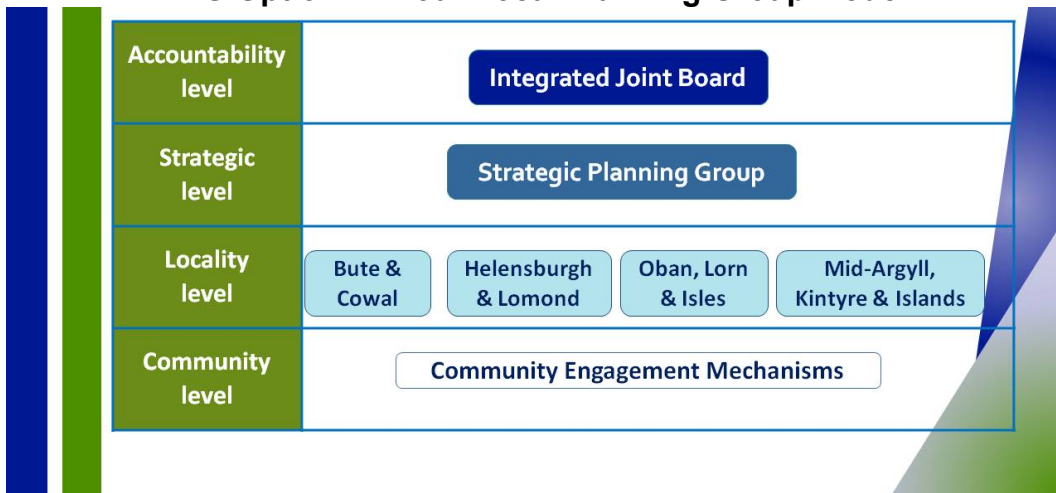 Accountability
level
Integrated Joint Board
Strategic
level
Strategic Planning Group
Locality
level
Bute &
Cowal
Helensburgh
& Lomond
Oban, Lorn
& Isles
Mid-Argyll,
Kintyre & Islands
Community
level
Community Engagement Mechanisms